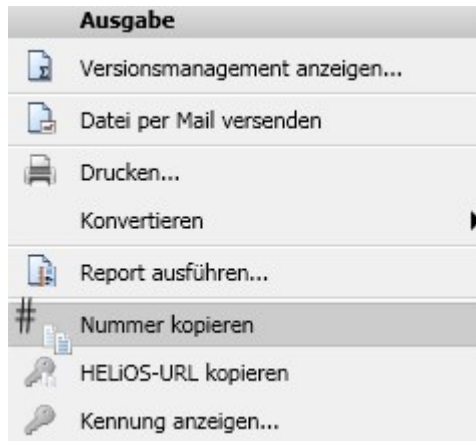 Ausgabe
Versionsmanagement anzeigen...
Datei per Mail versenden
Drucken...
Konvertieren
Report ausführen...
# Nummer kopieren
HELiOS-URL kopieren
Kennung anzeigen...